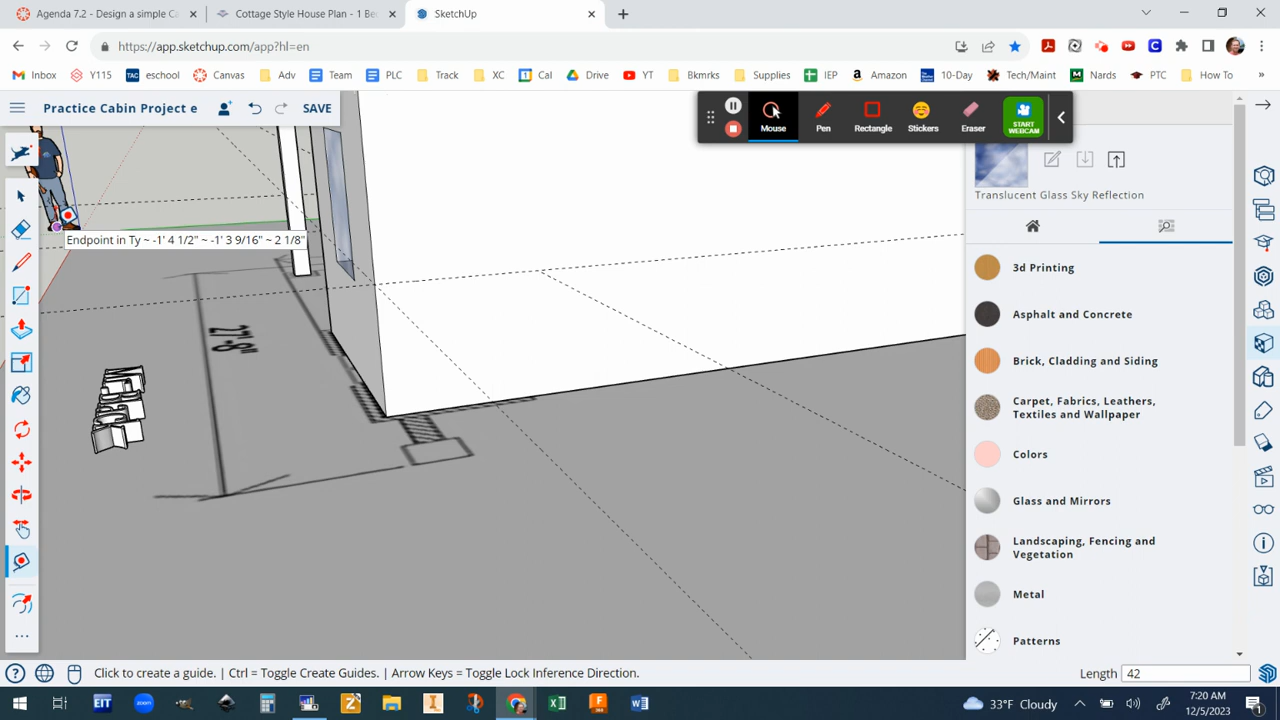 Agenda 7.2 - Design a simple Ca
Cottage Style House Plan - 1 Bed
SketchUp
https://app.sketchup.com/app?hl=en
Inbox
Y115
eschool
Canvas
Adv
Team
PLC
Track
XC
Cal
Drive
YT
Bkmrks
Supplies
IEP
Amazon
10-Day
Tech/Maint
Nards
PTC
How To
Practice Cabin Project e
SAVE
Mouse
Pen
Rectangle
Stickers
Eraser
START
WEBCAM
Translucent Glass Sky Reflection
Endpoint in Ty ~ -1' 4 1/2" ~ -1' 3 9/16" ~ 2 1/8"
3d Printing
Asphalt and Concrete
Brick, Cladding and Siding
Carpet, Fabrics, Leathers,
Textiles and Wallpaper
Colors
Glass and Mirrors
Landscaping, Fencing and
Vegetation
Metal
Patterns
Click to create a guide. Ctrl = Toggle Create Guides. Arrow Keys = Toggle Lock Inference Direction.
Length 42
33°F Cloudy
7:20 AM
12/5/2023